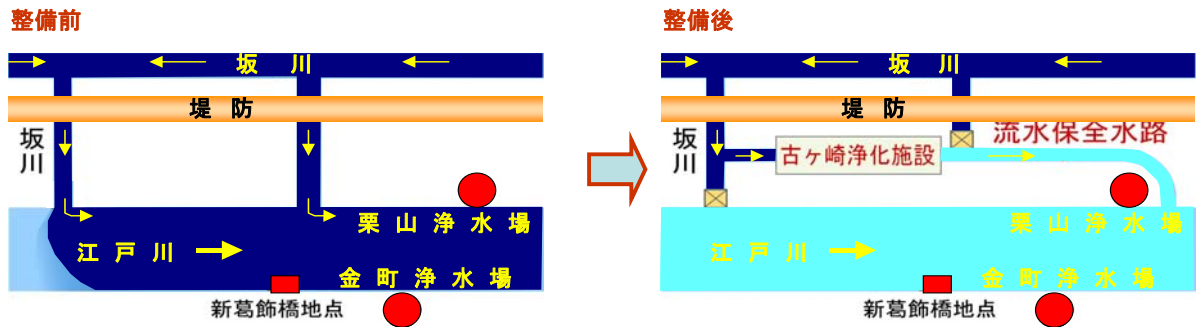 整備前
坂川
堤防
坂川
栗山浄水場
江戸川
金町浄水場
新葛飾橋地点
整備後
坂川
堤防
流水保全水路
坂川
古ヶ崎浄化施設
栗山浄水場
江戸川
金町浄水場
新葛飾橋地点